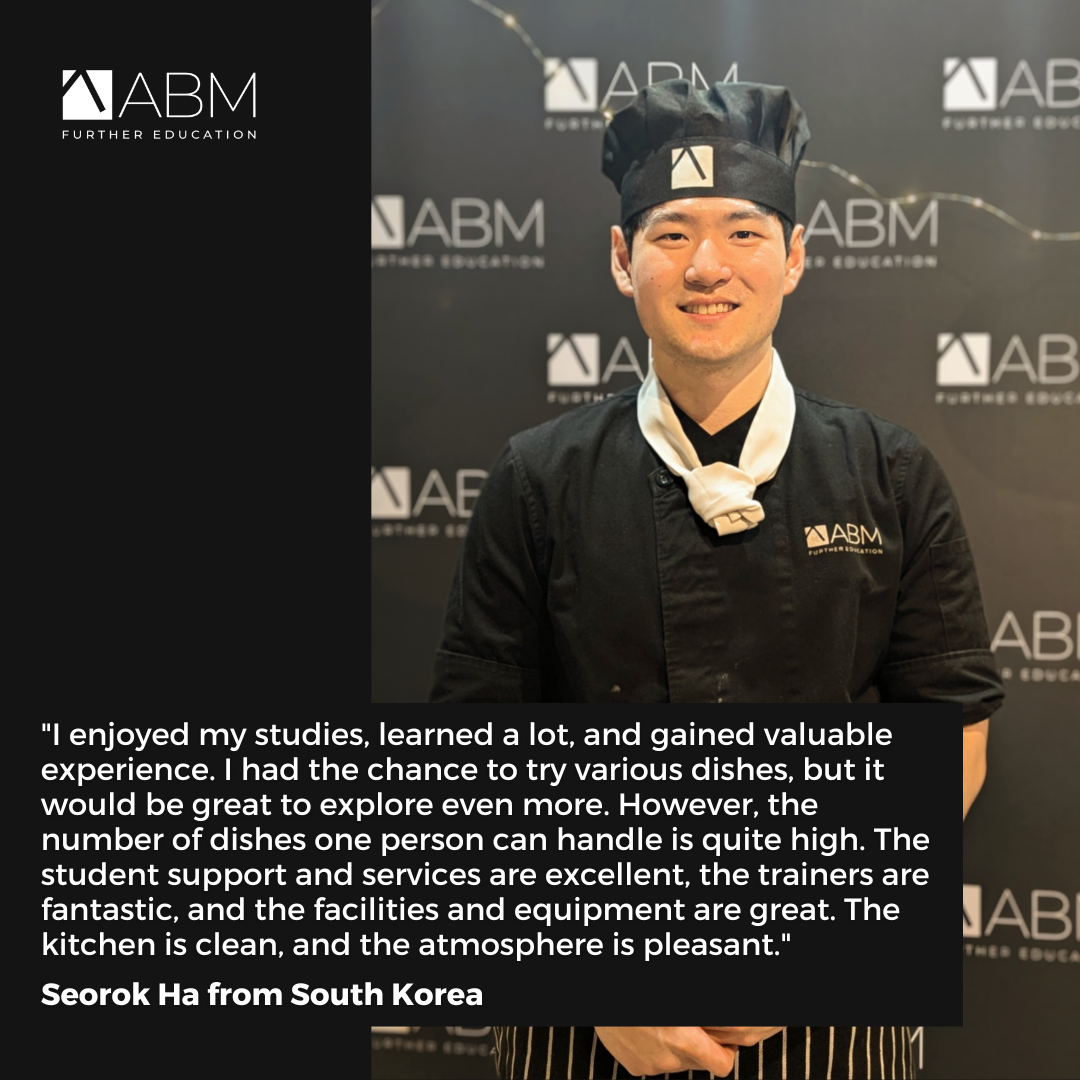 ABM
FURTHER EDUCATION
ABM
FURTHER EDUCATION
"I enjoyed my studies, learned a lot, and gained valuable
experience. I had the chance to try various dishes, but it
would be great to explore even more. However, the
number of dishes one person can handle is quite high. The
student support and services are excellent, the trainers are
fantastic, and the facilities and equipment are great. The
kitchen is clean, and the atmosphere is pleasant."
Seorok Ha from South Korea